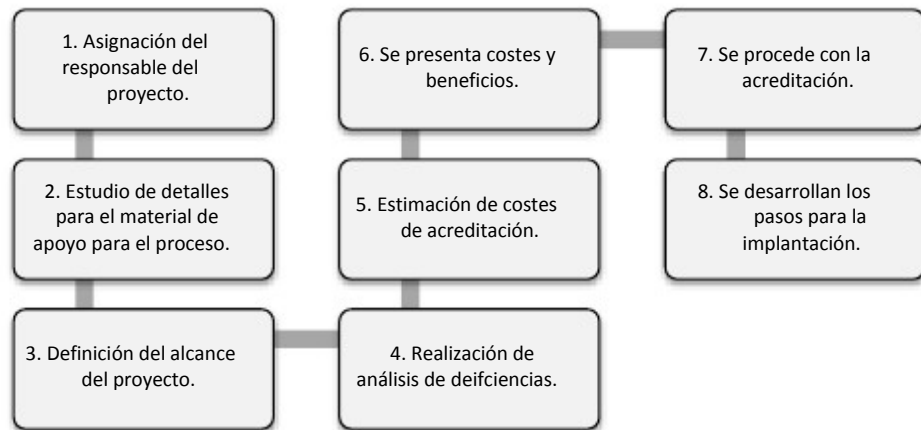 1. Asignación del
responsable del
proyecto.
2. Estudio de detalles
para el material de
apoyo para el proceso.
3. Definición del alcance
del proyecto.
4. Realización de
análisis de deifciencias.
5. Estimación de costes
de acreditación.
6. Se presenta costes y
beneficios.
7. Se procede con la
acreditación.
8. Se desarrollan los
pasos para la
implantación.